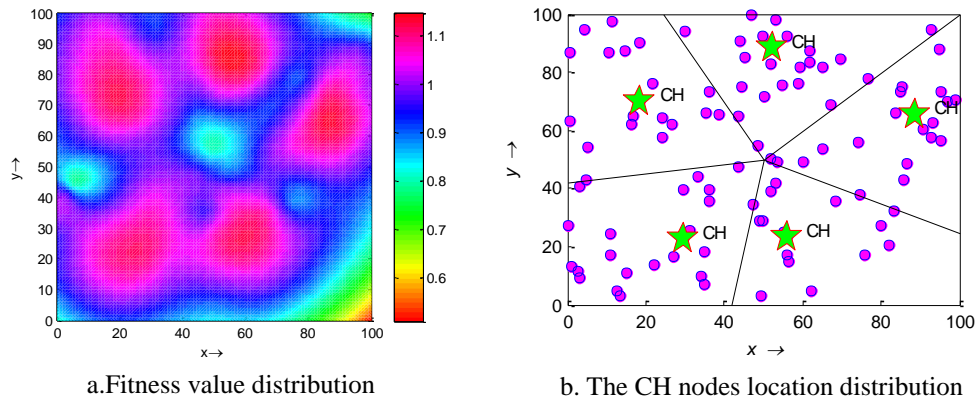 100
90
80
70
60
50
40
30
20
10
0
y→
0 20 40 60 80 100
x→
1.1
1
0.9
0.8
0.7
0.6
a.Fitness value distribution
100
80
60
40
20
0
y →
CH
CH
CH
CH
CH
0 20 40 60 80 100
x →
b. The CH nodes location distribution